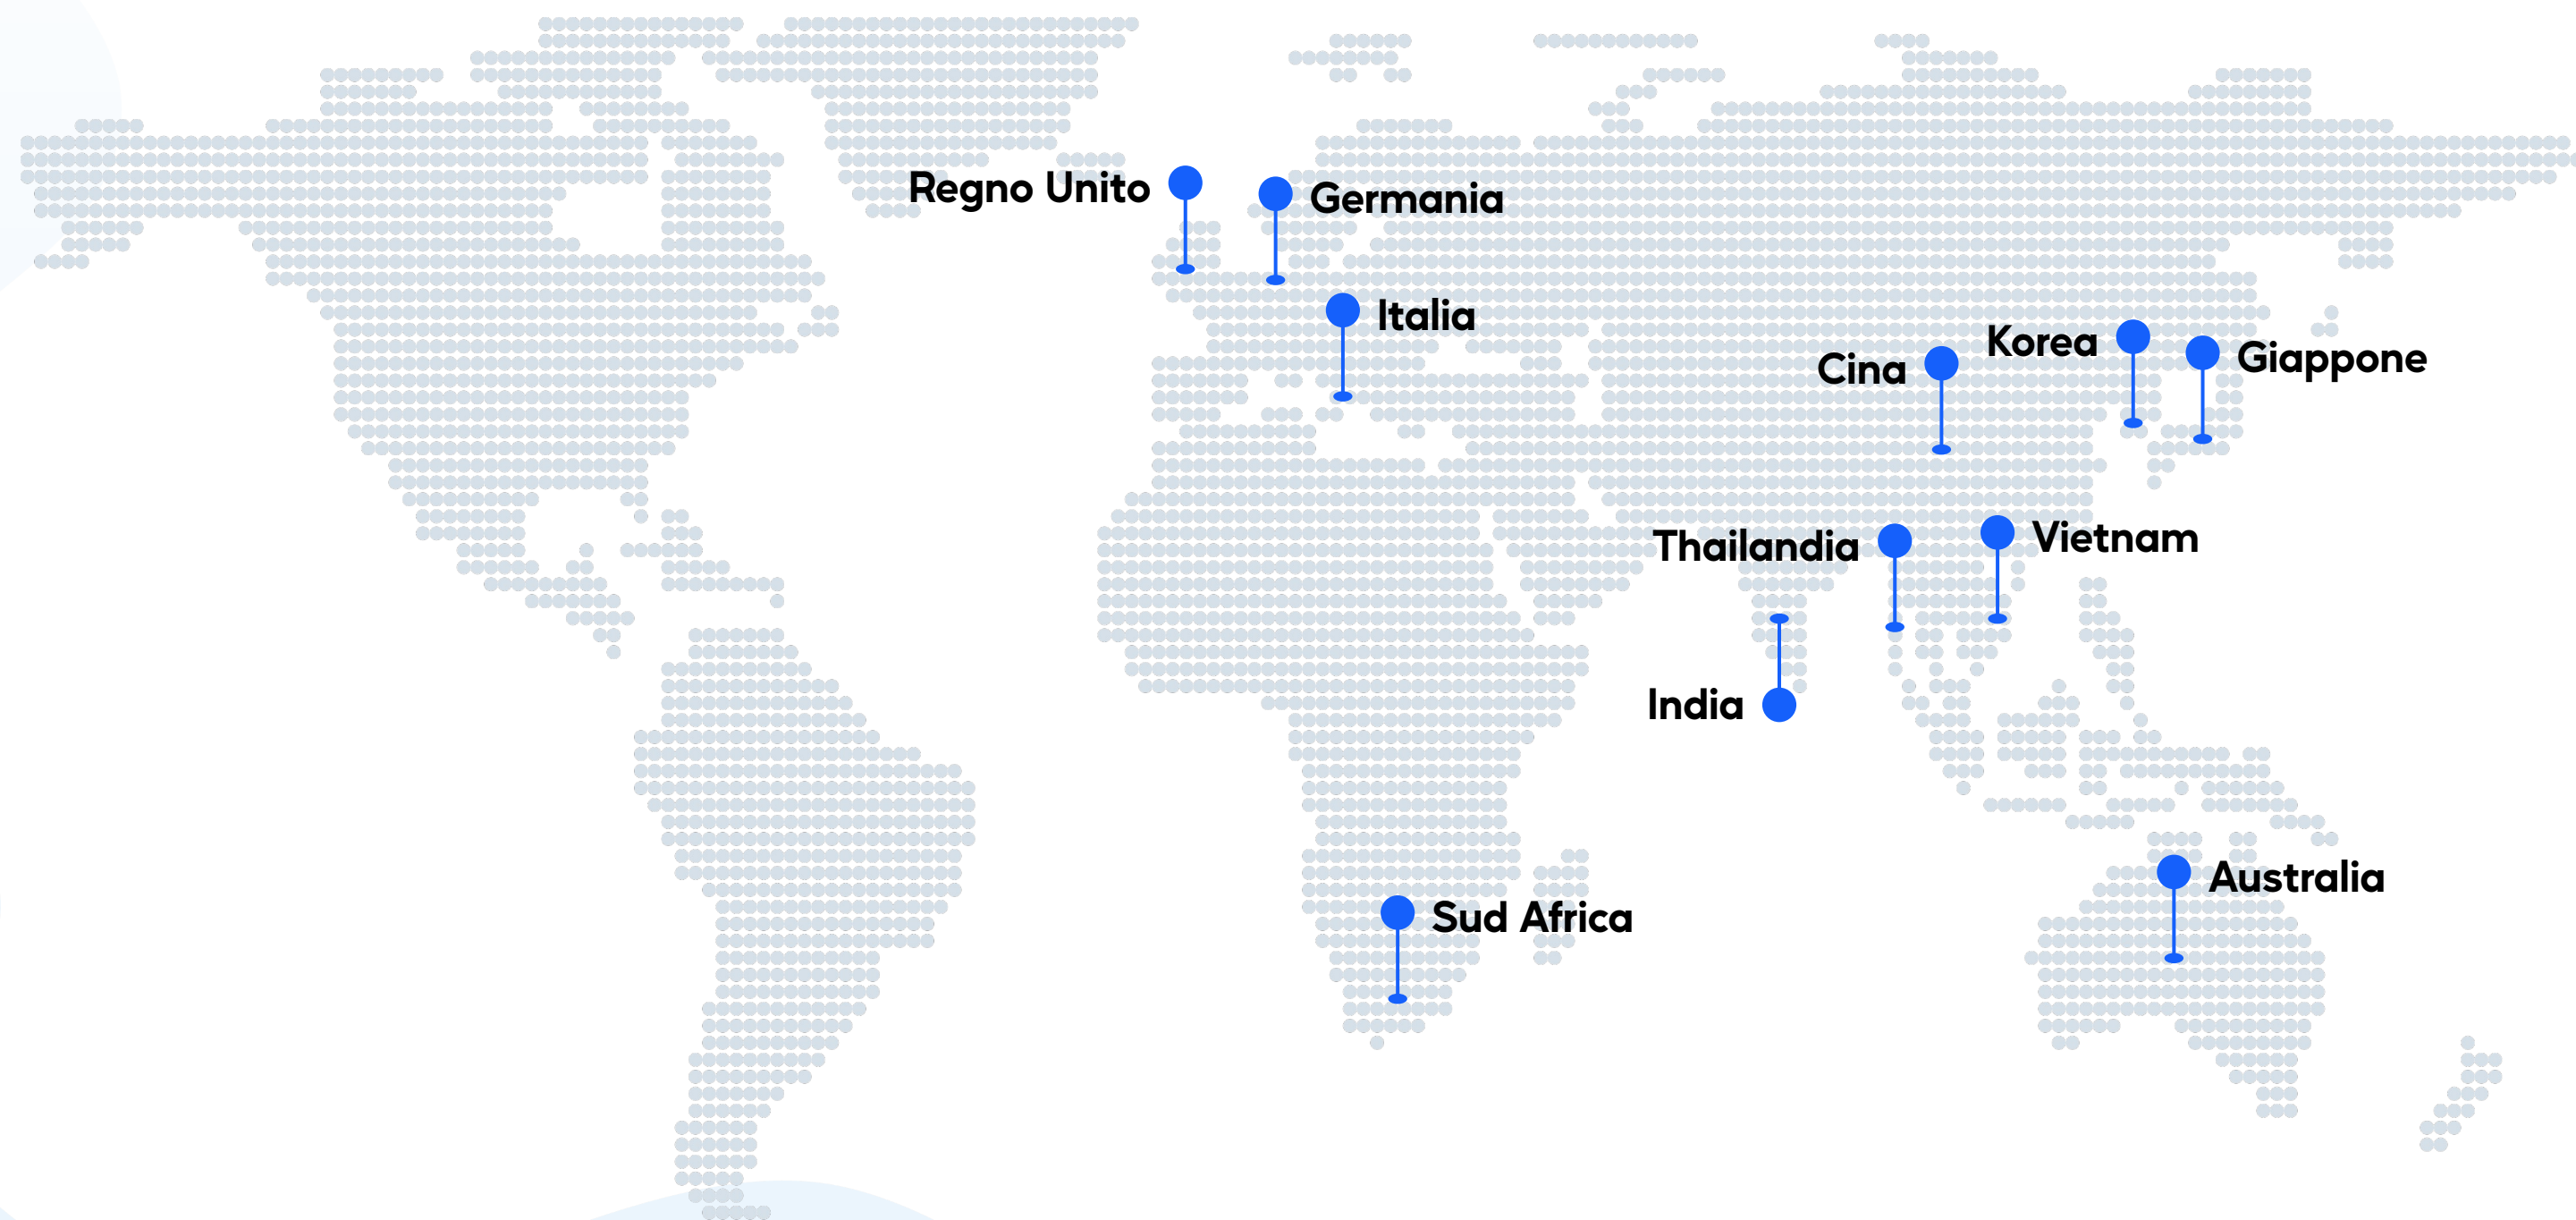 Regno Unito
Germania
Italia
Korea
Giappone
Cina
Thailandia
Vietnam
India
Australia
Sud Africa